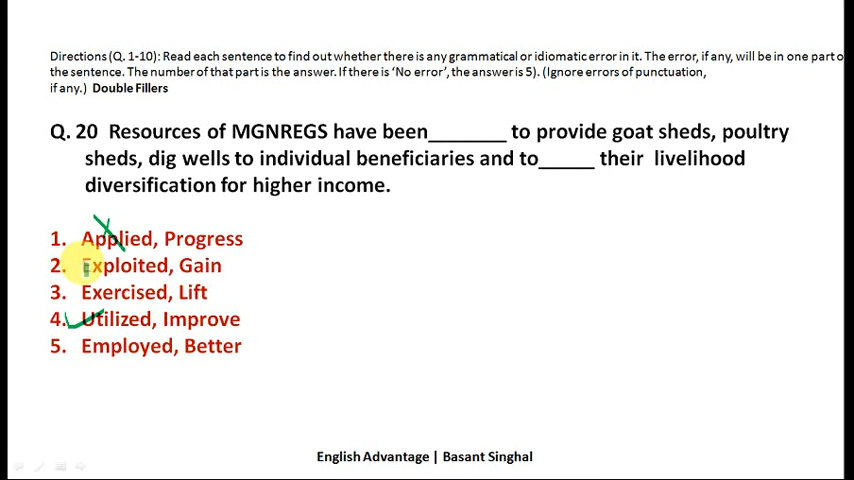 Directions (Q. 1-10): Read each sentence to find out whether there is any grammatical or idiomatic error in it. The error, if any, will be in one part o
the sentence. The number of that part is the answer. If there is 'No error', the answer is 5). (Ignore errors of punctuation,
if any.) Double Fillers
Q. 20 Resources of MGNREGS have been_______ to provide goat sheds, poultry
sheds, dig wells to individual beneficiaries and to_____ their livelihood
diversification for higher income.
1. Applied, Progress
2. Exploited, Gain
3. Exercised, Lift
4. Utilized, Improve
5. Employed, Better
English Advantage | Basant Singhal